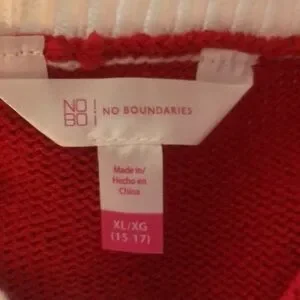 NO
BO
NO BOUNDARIES
Made in/
Hecho en
China
XL/XG
(15 17)